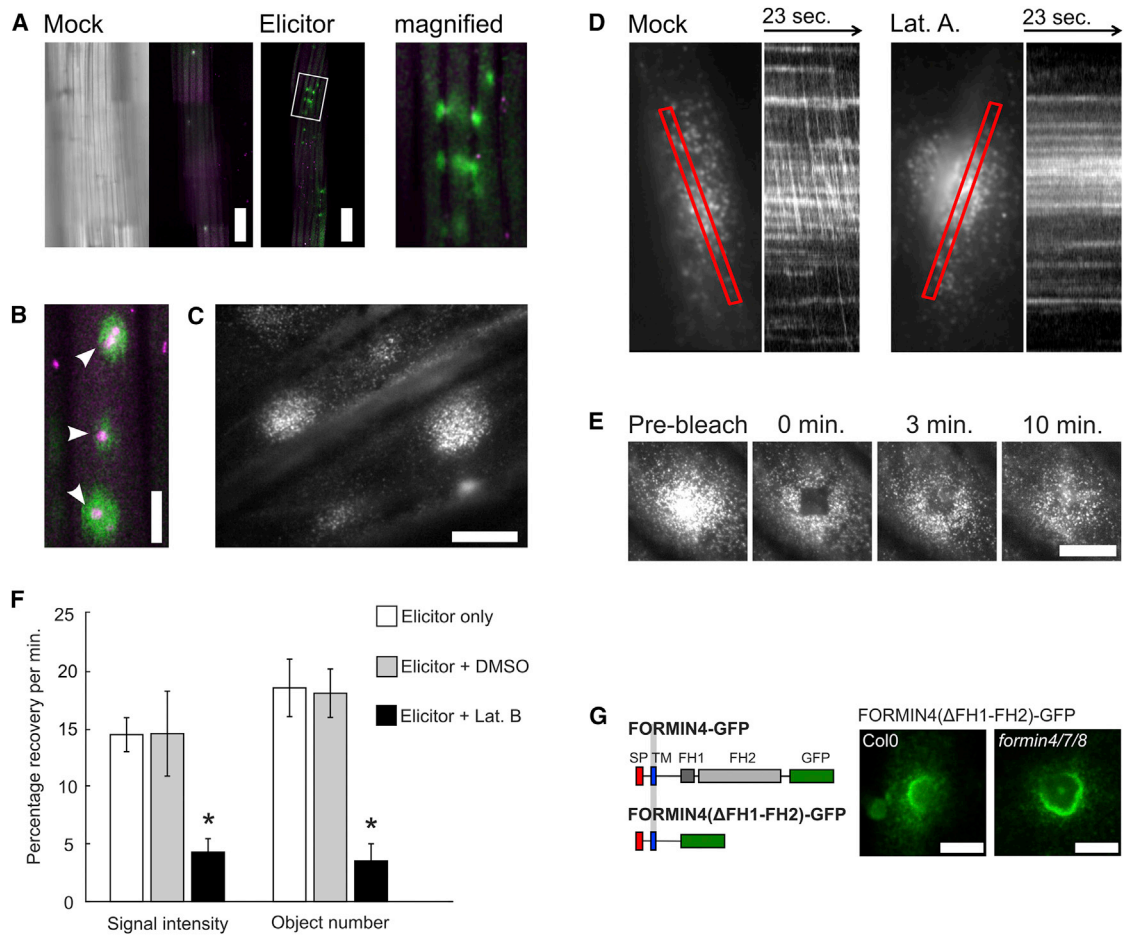 A
Mock
Elicitor
magnified
B
C
D
Mock
23 sec.
Lat. A.
23 sec.
E
Pre-bleach
0 min.
3 min.
10 min.
F
Percentage recovery per min.
25
20
15
10
5
0
Elicitor only
Elicitor + DMSO
Elicitor + Lat. B
*
*
Signal intensity
Object number
G
FORMIN4-GFP
SP TM FH1 FH2 GFP
FORMIN4(ΔFH1-FH2)-GFP
FORMIN4(ΔFH1-FH2)-GFP
Col0
formin4/7/8